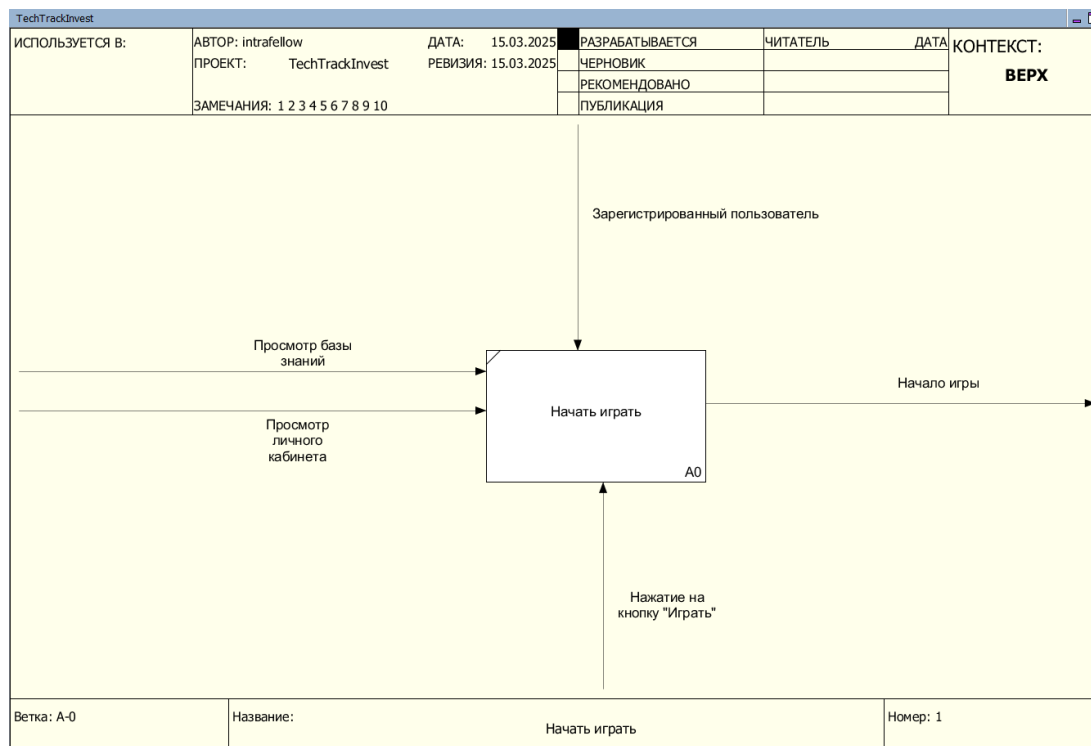 TechTrackInvest
ИСПОЛЬЗУЕТСЯ В:
АВТОР: intrafellow
ДАТА: 15.03.2025
РАЗРАБАТЫВАЕТСЯ
ЧИТАТЕЛЬ
ДАТА
КОНТЕКСТ:
ПРОЕКТ: TechTrackInvest
РЕВИЗИЯ: 15.03.2025
ЧЕРНОВИК
ВЕРХ
РЕКОМЕНДОВАНО
ЗАМЕЧАНИЯ: 1 2 3 4 5 6 7 8 9 10
ПУБЛИКАЦИЯ
Зарегистрированный пользователь
Просмотр базы
знаний
Начало игры
Начать играть
Просмотр
личного
кабинета
A0
Нажатие на
кнопку "Играть"
Ветка: A-0
Название:
Начать играть
Номер: 1